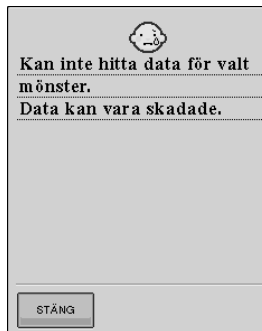 Kan inte hitta data för valt
mönster.
Data kan vara skadade.
STÄNG